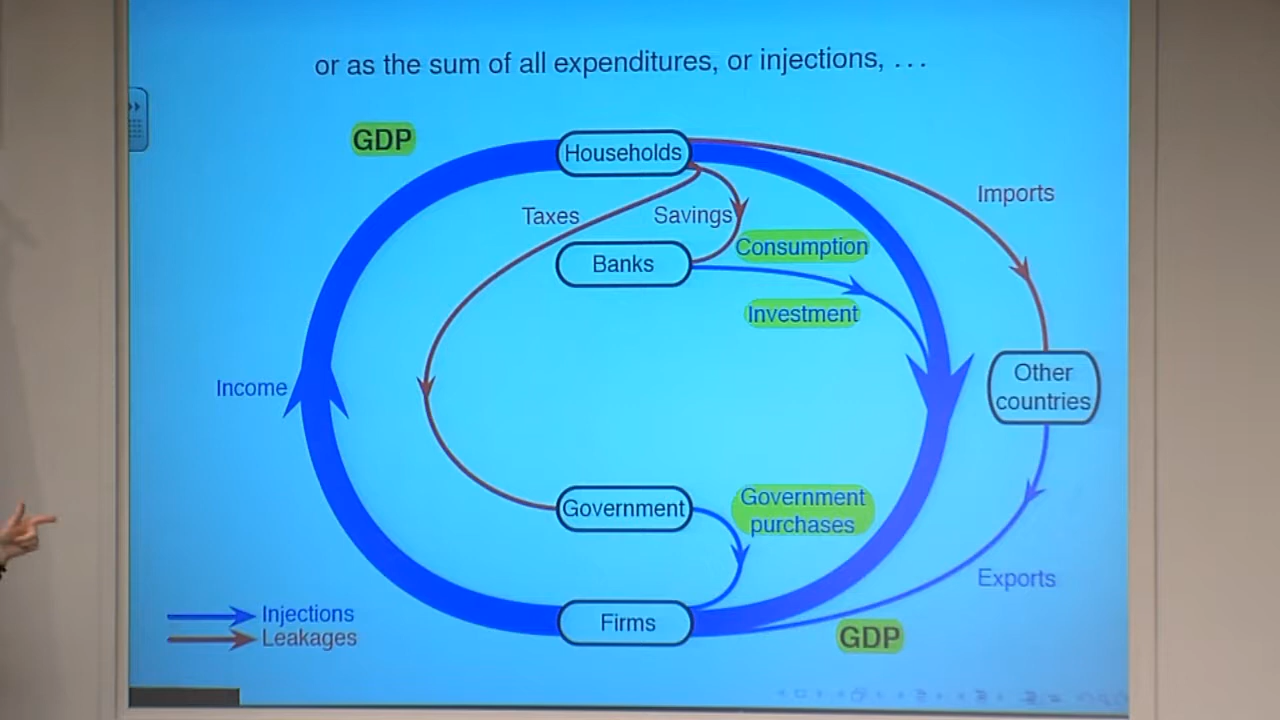 or as the sum of all expenditures, or injections, ...
GDP
Households
Imports
Taxes
Savings
Consumption
Banks
Investment
Other
countries
Income
Government
purchases
Government
Exports
Injections
Firms
Leakages
GDP